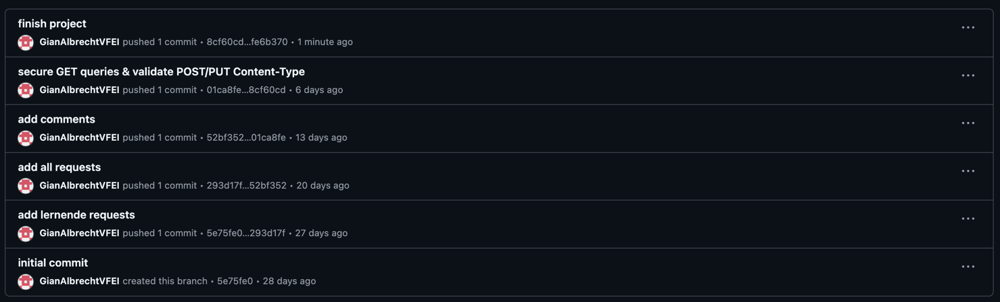 finish project
GianAlbrechtVFEI pushed 1 commit • 8cf60cd...fe6b370 • 1 minute ago
secure GET queries & validate POST/PUT Content-Type
GianAlbrechtVFEI pushed 1 commit • 01ca8fe...8cf60cd • 6 days ago
add comments
GianAlbrechtVFEI pushed 1 commit • 52bf352...01ca8fe • 13 days ago
add all requests
GianAlbrechtVFEI pushed 1 commit • 293d17f...52bf352 • 20 days ago
add lernende requests
GianAlbrechtVFEI pushed 1 commit • 5e75fe0...293d17f • 27 days ago
initial commit
GianAlbrechtVFEI created this branch • 5e75fe0 • 28 days ago